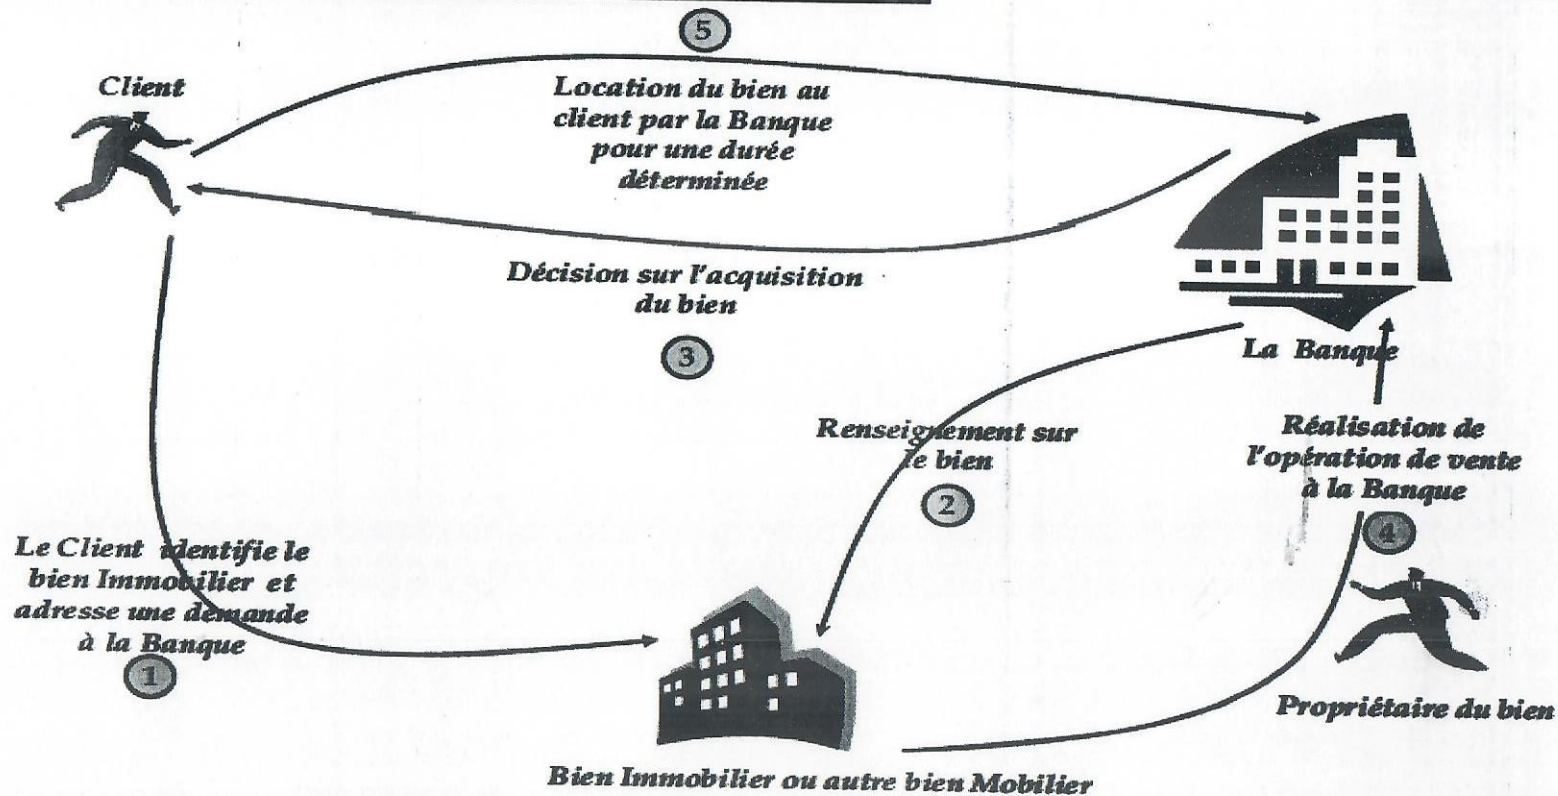 5
Client
Location du bien au
client par la Banque
pour une durée
déterminée
Décision sur l'acquisition
du bien
3
La Banque
Renseignement sur
le bien
2
Réalisation de
l'opération de vente
à la Banque
4
Le Client identifie le
bien Immobilier et
adresse une demande
à la Banque
1
Propriétaire du bien
Bien Immobilier ou autre bien Mobilier